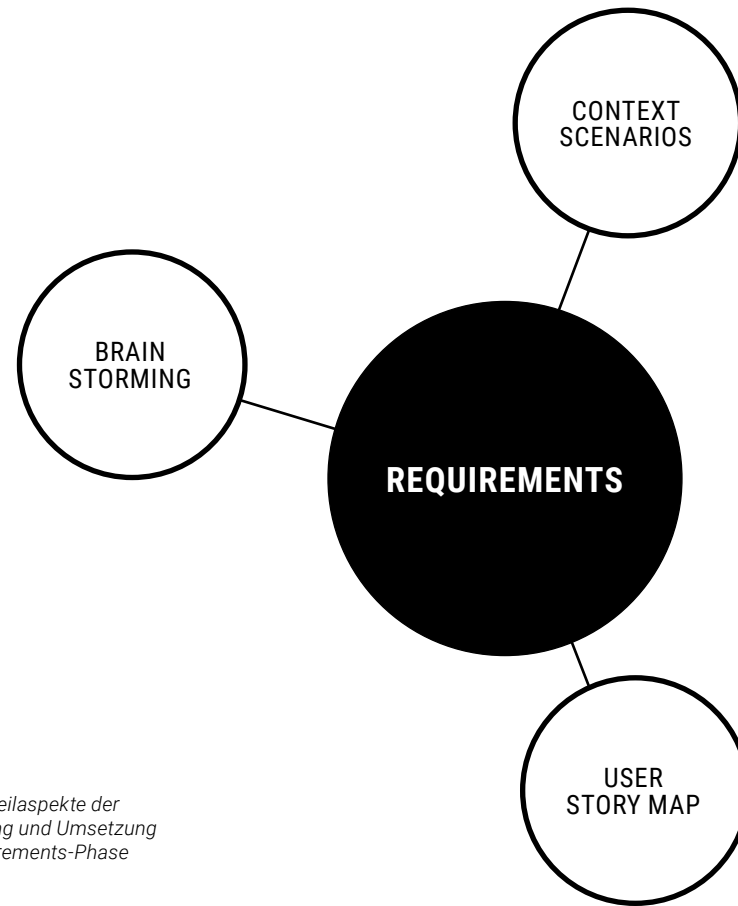 CONTEXT
SCENARIOS
BRAIN
STORMING
REQUIREMENTS
USER
STORY MAP
eilaspekte der
ng und Umsetzung
rements-Phase